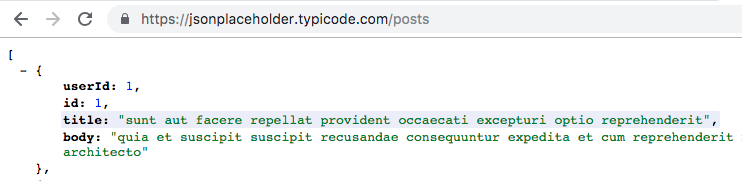 https://jsonplaceholder.typicode.com/posts
[
- {
userId: 1,
id: 1,
title: "sunt aut facere repellat provident occaecati excepturi optio reprehenderit",
body: "quia et suscipit suscipit recusandae consequuntur expedita et cum reprehenderit
architecto"
},